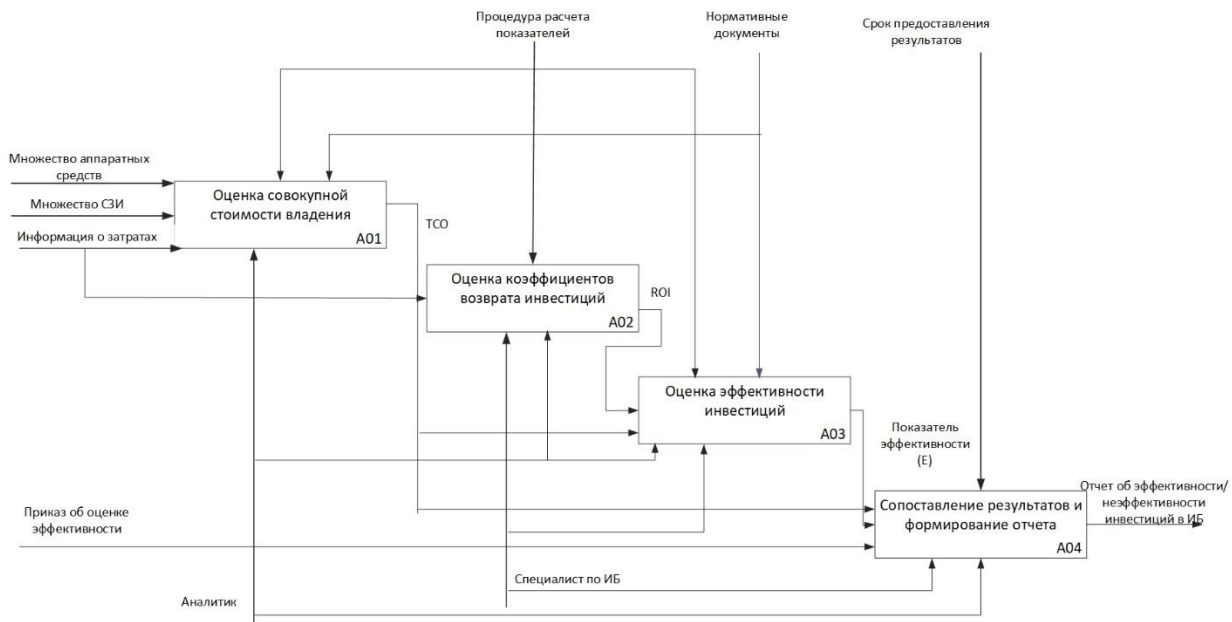 Процедура расчета
показателей
Нормативные
документы
Срок предоставления
результатов
Множество аппаратных
средств
Множество СЗИ
Информация о затратах
Оценка совокупной
стоимости владения
A01
TCO
Оценка коэффициентов
возврата инвестиций
A02
ROI
Оценка эффективности
инвестиций
A03
Показатель
эффективности
(E)
Приказ об оценке
эффективности
Сопоставление результатов и
формирование отчета
A04
Отчет об эффективности/
неэффективности
инвестиций в ИБ
Специалист по ИБ
Аналитик